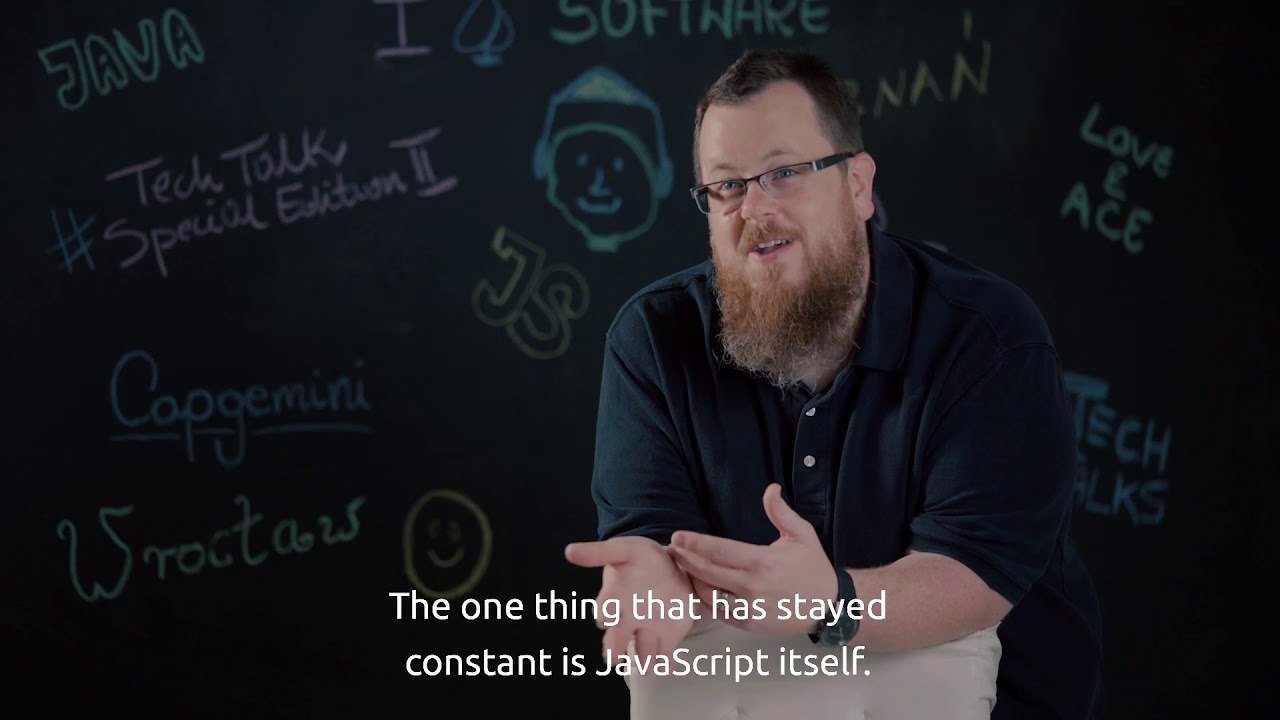 JAVA
I
SOFTWARE
RNAN
LOVE
&
ACE
Tech Talk
# Special Edition II
JS
Capgemini
TECH
TALKS
Wrocław
The one thing that has stayed
constant is JavaScript itself.